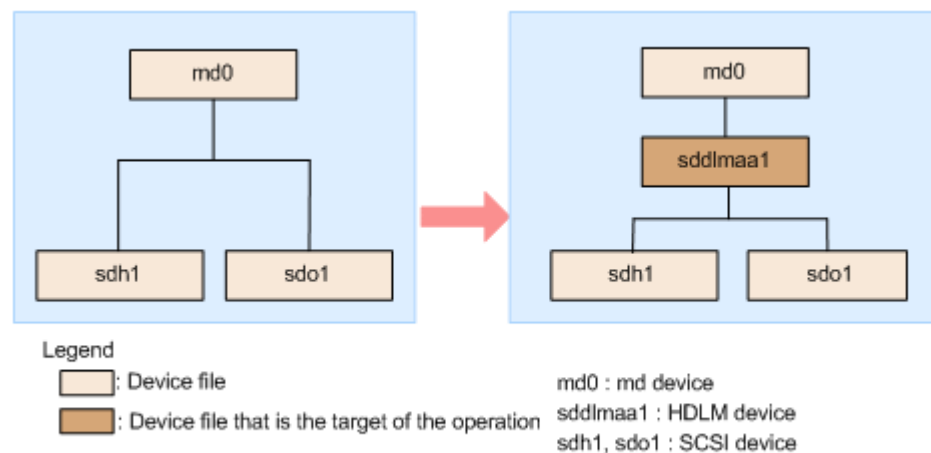 md0
sdh1
sdo1
md0
sddlmaa1
sdh1
sdo1
Legend
: Device file
: Device file that is the target of the operation
md0 : md device
sddlmaa1 : HDLM device
sdh1, sdo1 : SCSI device